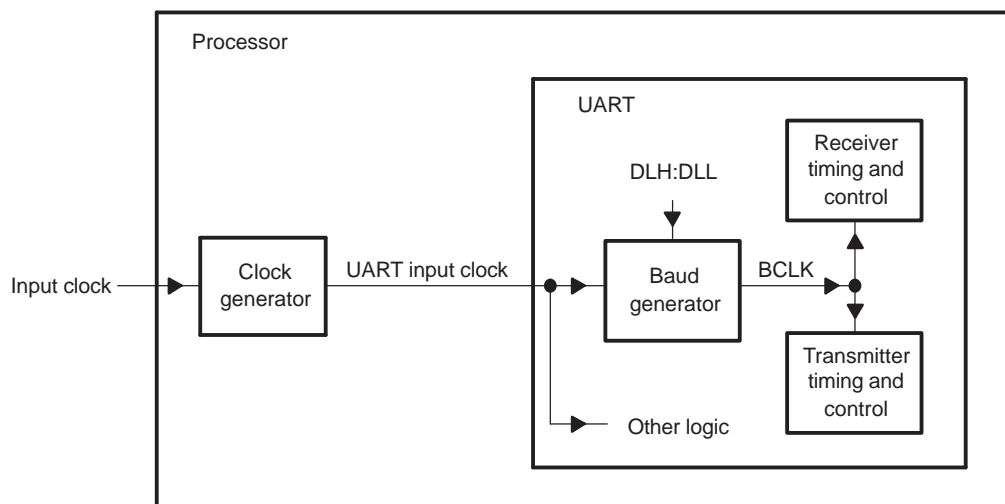 Processor
UART
Receiver
timing and
control
DLH:DLL
Input clock
Clock
generator
UART input clock
Baud
generator
BCLK
Transmitter
timing and
control
Other logic